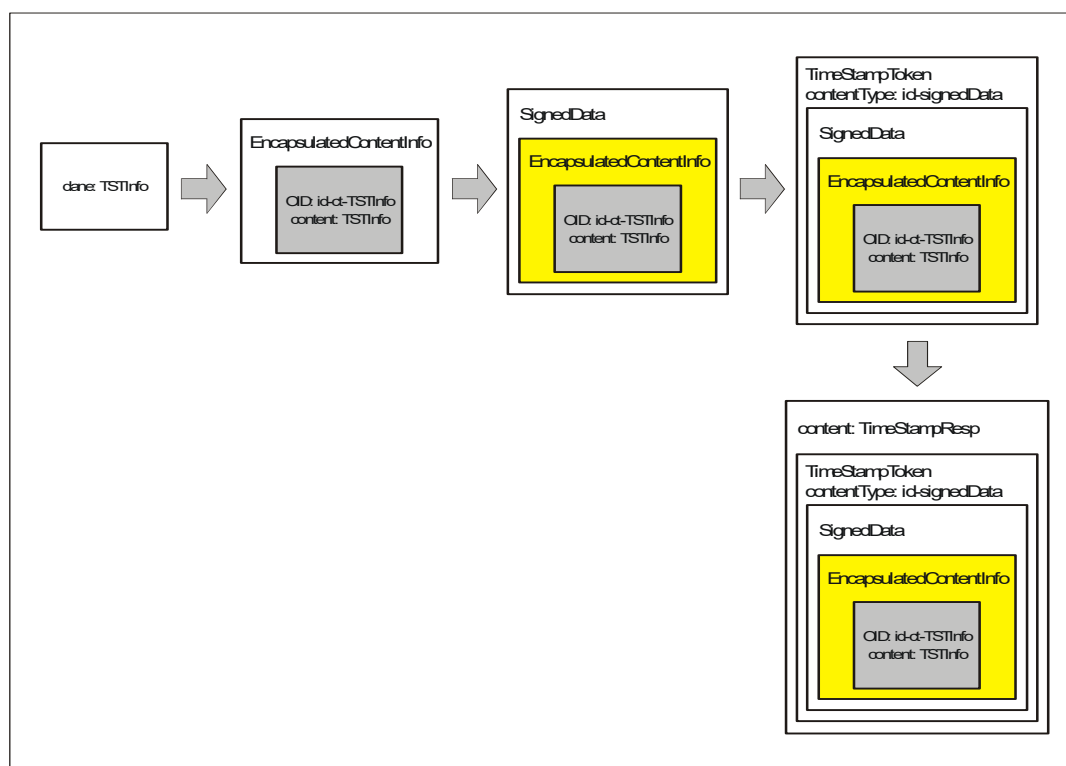 dane: TSTInfo
EncapsulatedContentInfo
OID: id-ct-TSTInfo
content: TSTInfo
SignedData
EncapsulatedContentInfo
OID: id-ct-TSTInfo
content: TSTInfo
TimeStampToken
contentType: id-signedData
SignedData
EncapsulatedContentInfo
OID: id-ct-TSTInfo
content: TSTInfo
content: TimeStampResp
TimeStampToken
contentType: id-signedData
SignedData
EncapsulatedContentInfo
OID: id-ct-TSTInfo
content: TSTInfo